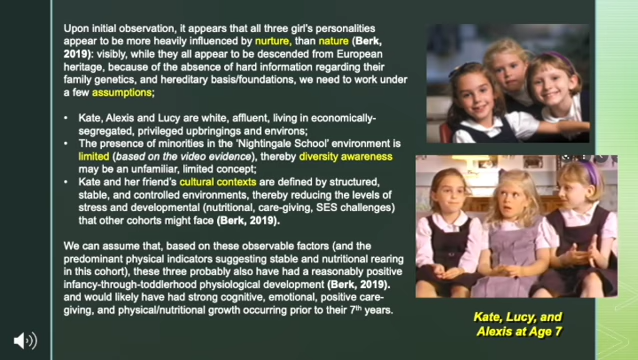 Upon initial observation, it appears that all three girl's personalities
appear to be more heavily influenced by nurture, than nature (Berk,
2019): visibly, while they all appear to be descended from European
heritage, because of the absence of hard information regarding their
family genetics, and hereditary basis/foundations, we need to work under
a few assumptions;
• Kate, Alexis and Lucy are white, affluent, living in economically-
segregated, privileged upbringings and environs;
• The presence of minorities in the 'Nightingale School' environment is
limited (based on the video evidence), thereby diversity awareness
may be an unfamiliar, limited concept;
• Kate and her friend's cultural contexts are defined by structured,
stable, and controlled environments, thereby reducing the levels of
stress and developmental (nutritional, care-giving, SES challenges)
that other cohorts might face (Berk, 2019).
We can assume that, based on these observable factors (and the
predominant physical indicators suggesting stable and nutritional rearing
in this cohort), these three probably also have had a reasonably positive
infancy-through-toddlerhood physiological development (Berk, 2019).
and would likely have had strong cognitive, emotional, positive care-
giving, and physical/nutritional growth occurring prior to their 7th years.
Kate, Lucy, and
Alexis at Age 7